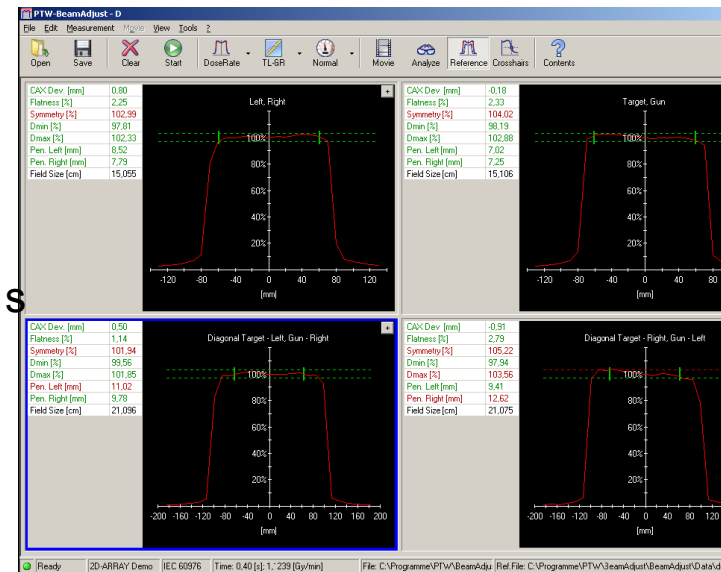 PTW-BeamAdjust - D
File Edit Measurement Movie View Tools ?
Open Save Clear Start DoseRate TL-GR Normal Movie Analyze Reference Crosshairs Contents
CAX Dev. [mm] 0,80
Flatness [%] 2,25
Symmetry [%] 102,99
Dmin [%] 97,81
Dmax [%] 102,33
Pen. Left [mm] 8,52
Pen. Right [mm] 7,79
Field Size [cm] 15,055
Left, Right
+
100%
80%
60%
40%
20%
-120 -80 -40 0 40 80 120
[mm]
CAX Dev. [mm] -0,18
Flatness [%] 2,33
Symmetry [%] 104,02
Dmin [%] 98,19
Dmax [%] 102,88
Pen. Left [mm] 7,02
Pen. Right [mm] 7,25
Field Size [cm] 15,106
Target, Gun
100%
80%
60%
40%
20%
-120 -80 -40 0 40 80
[mm]
S
CAX Dev. [mm] 0,50
Flatness [%] 1,14
Symmetry [%] 101,94
Dmin [%] 99,56
Dmax [%] 101,85
Pen. Left [mm] 11,02
Pen. Right [mm] 9,78
Field Size [cm] 21,096
Diagonal Target - Left, Gun - Right
+
100%
80%
60%
40%
20%
-200 -160 -120 -80 -40 0 40 80 120 160 200
[mm]
CAX Dev. [mm] -0,91
Flatness [%] 2,79
Symmetry [%] 105,22
Dmin [%] 97,94
Dmax [%] 103,56
Pen. Left [mm] 9,41
Pen. Right [mm] 12,62
Field Size [cm] 21,075
Diagonal Target - Right, Gun - Left
100%
80%
60%
40%
20%
-200 -160 -120 -80 -40 0 40 80 120
[mm]
Ready 2D-ARRAY Demo IEC 60976 Time: 0,40 [s]; 1,239 [Gy/min] File: C:\Programme\PTW\BeamAdju Ref.File: C:\Programme\PTW\BeamAdjust\BeamAdjust\Data\d